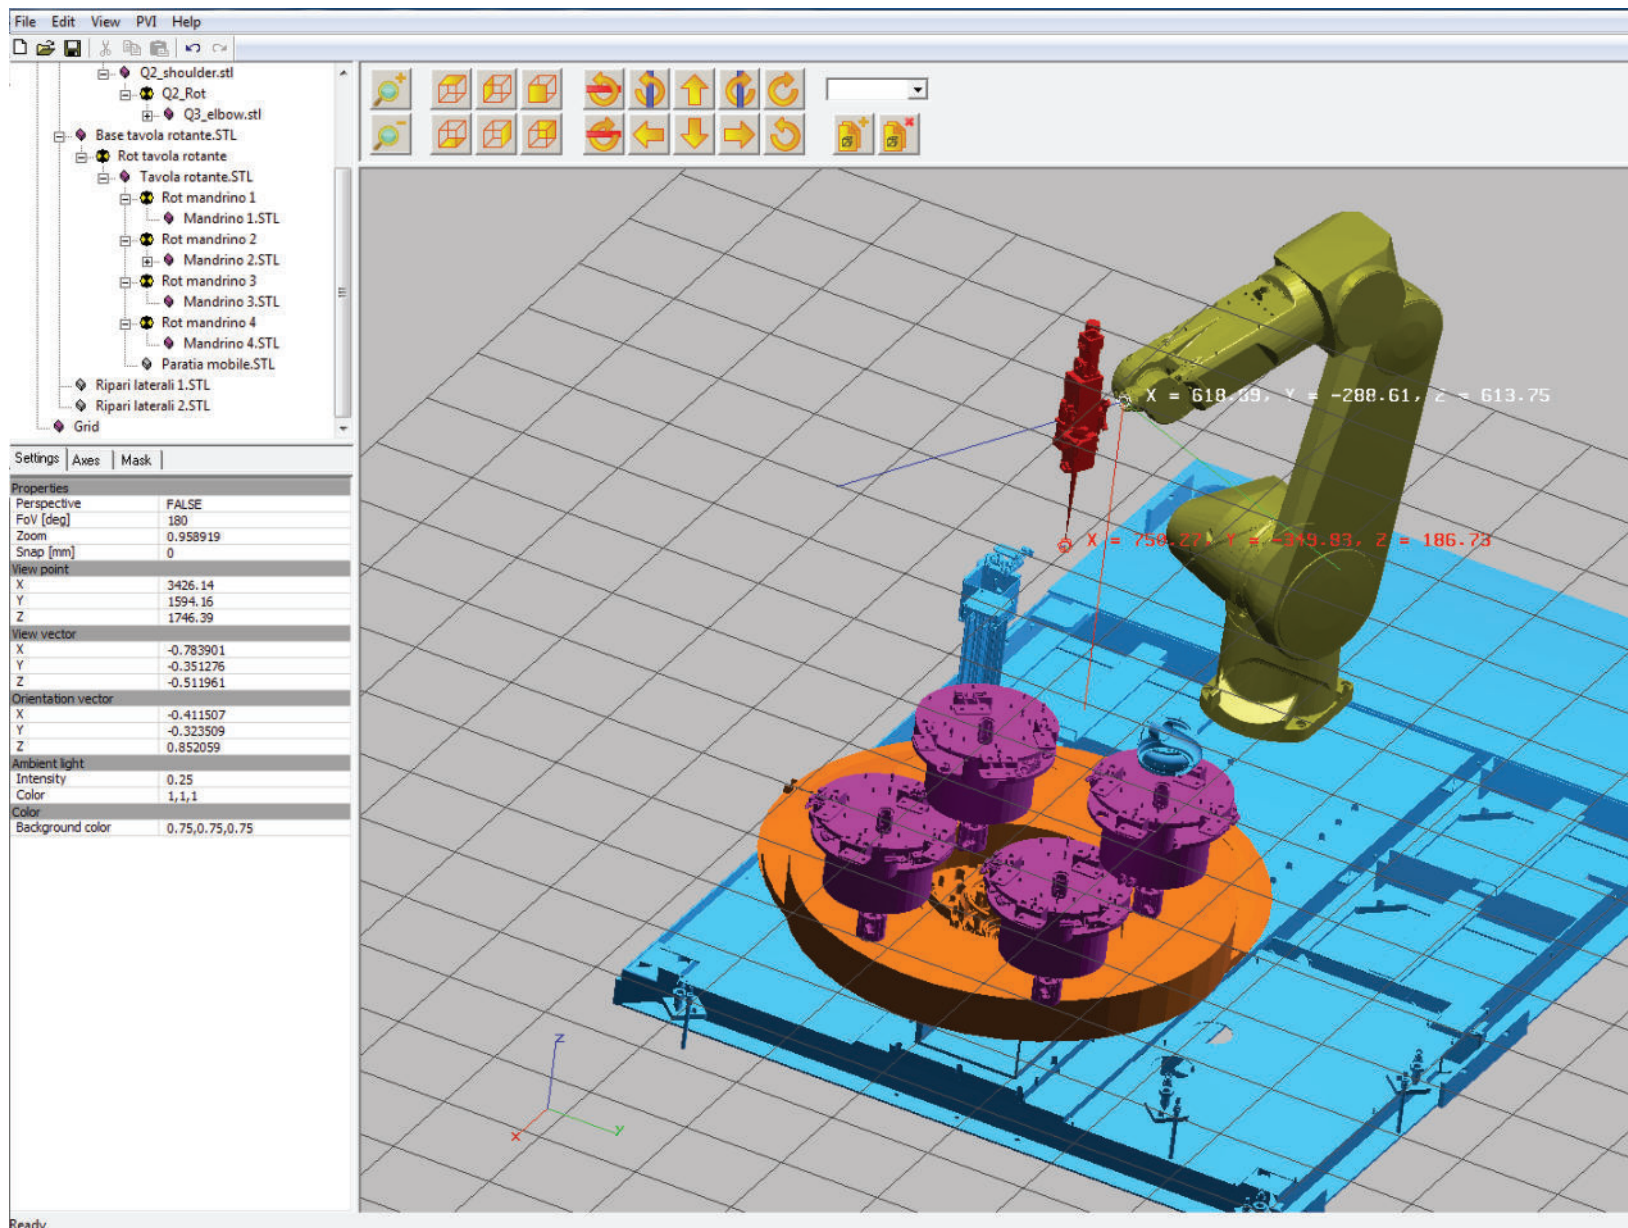 File Edit View PVI Help
Q2_shoulder.stl
Q2_Rot
Q3_elbow.stl
Base tavola rotante.STL
Rot tavola rotante
Tavola rotante.STL
Rot mandrino 1
Mandrino 1.STL
Rot mandrino 2
Mandrino 2.STL
Rot mandrino 3
Mandrino 3.STL
Rot mandrino 4
Mandrino 4.STL
Paratia mobile.STL
Ripari laterali 1.STL
Ripari laterali 2.STL
Grid
Settings Axes Mask
Properties
Perspective FALSE
FoV [deg] 180
Zoom 0.958919
Snap [mm] 0
View point
X 3426.14
Y 1594.16
Z 1746.39
View vector
X -0.783901
Y -0.351276
Z -0.511961
Orientation vector
X -0.411507
Y -0.323509
Z 0.852059
Ambient light
Intensity 0.25
Color 1,1,1
Color
Background color 0.75,0.75,0.75
X = 618.89, Y = -288.61, Z = 613.75
X = 750.27, Y = -349.83, Z = 186.73
Z
X
Y
Ready